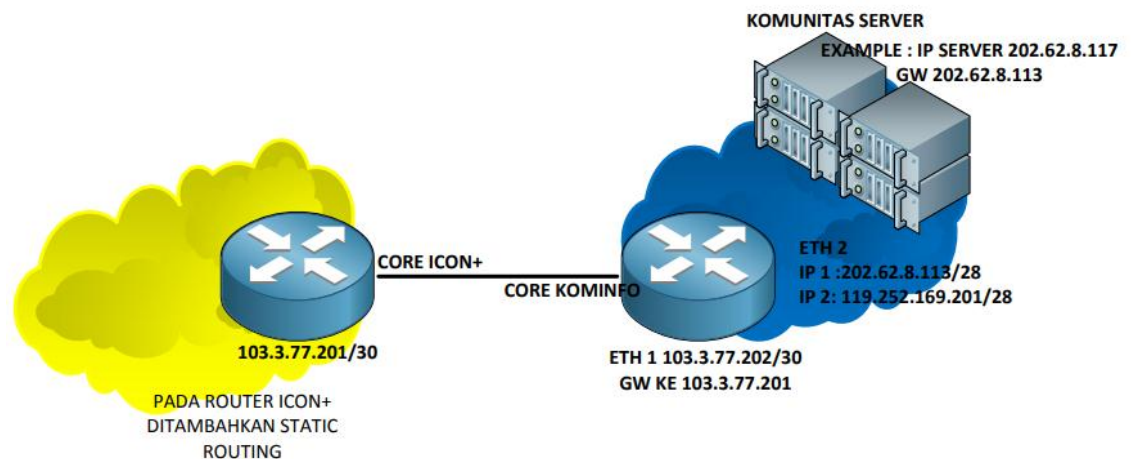 KOMUNITAS SERVER
EXAMPLE : IP SERVER 202.62.8.117
GW 202.62.8.113
CORE ICON+
CORE KOMINFO
ETH 2
IP 1 :202.62.8.113/28
IP 2: 119.252.169.201/28
103.3.77.201/30
ETH 1 103.3.77.202/30
GW KE 103.3.77.201
PADA ROUTER ICON+
DITAMBAHKAN STATIC
ROUTING